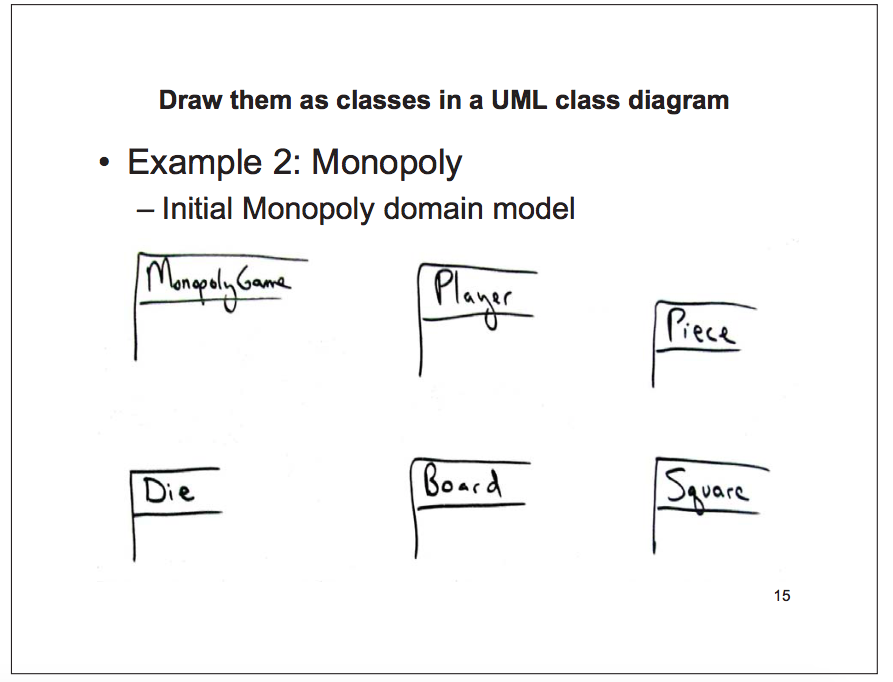 Draw them as classes in a UML class diagram
• Example 2: Monopoly
– Initial Monopoly domain model
MonopolyGame
Player
Piece
Die
Board
Square
15